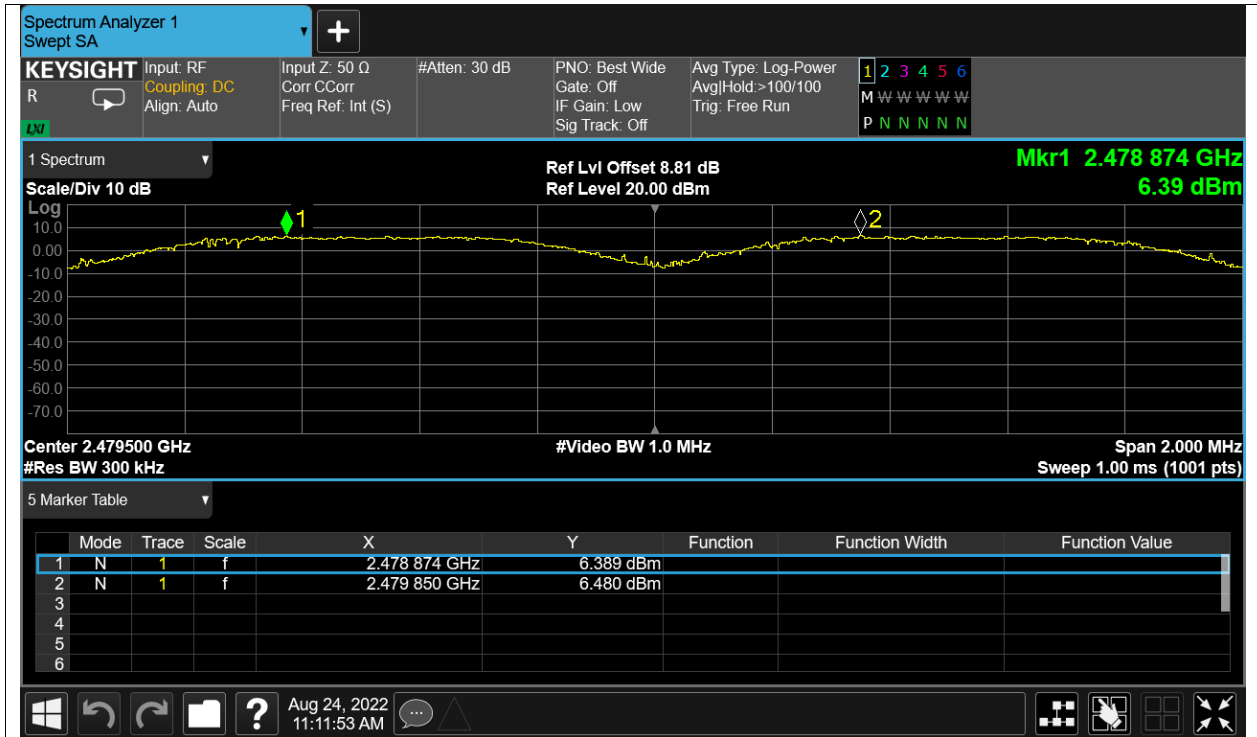 Spectrum Analyzer 1
Swept SA
+
KEYSIGHT Input: RF Input Z: 50 Ω #Atten: 30 dB PNO: Best Wide Avg Type: Log-Power 1 2 3 4 5 6
R Coupling: DC Corr CCorr Gate: Off Avg|Hold:>100/100
Align: Auto Freq Ref: Int (S) IF Gain: Low Trig: Free Run M W W W W W
LXI Sig Track: Off P N N N N N
1 Spectrum Ref Lvl Offset 8.81 dB Mkr1 2.478 874 GHz
Scale/Div 10 dB Ref Level 20.00 dBm 6.39 dBm
Log
1 2
10.0
0.00
-10.0
-20.0
-30.0
-40.0
-50.0
-60.0
-70.0
Center 2.479500 GHz #Video BW 1.0 MHz Span 2.000 MHz
#Res BW 300 kHz Sweep 1.00 ms (1001 pts)
5 Marker Table
Mode Trace Scale X Y Function Function Width Function Value
1 N 1 f 2.478 874 GHz 6.389 dBm
2 N 1 f 2.479 850 GHz 6.480 dBm
3
4
5
6
? Aug 24, 2022
11:11:53 AM